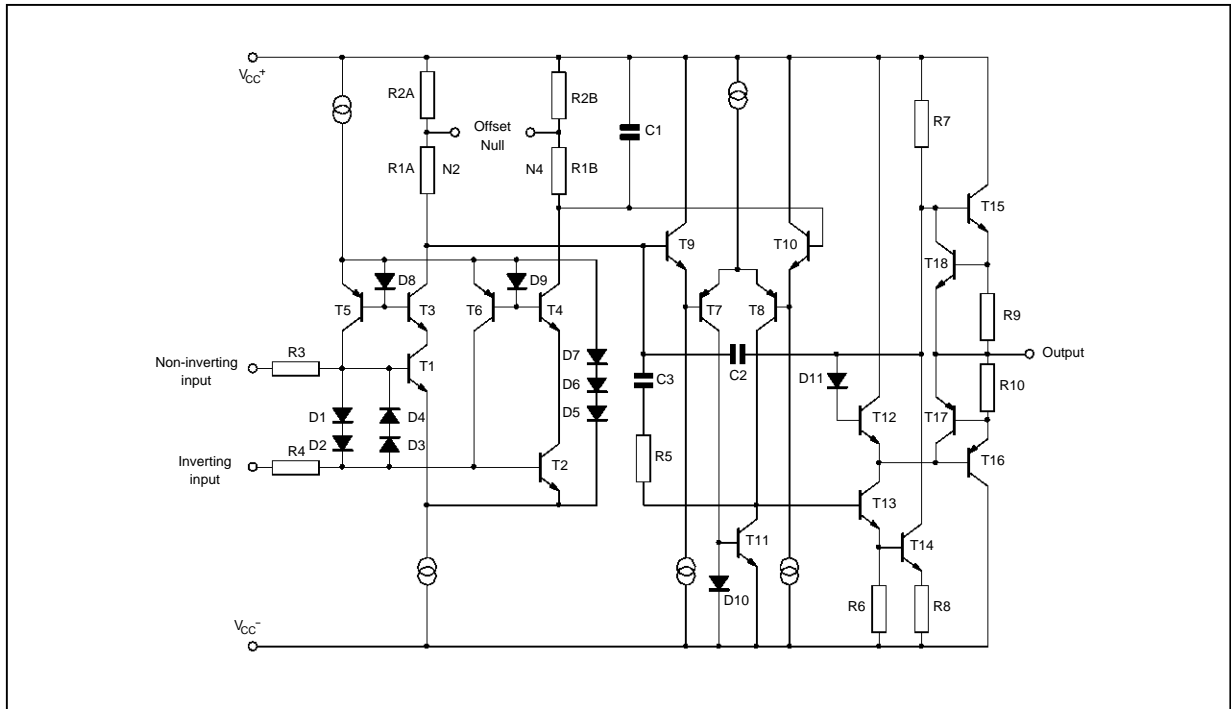 VCC+
R2A
R2B
Offset
Null
C1
R7
R1A
N2
N4
R1B
T15
T9
T10
T18
D8
D9
T5
T3
T6
T4
T7
T8
R9
Non-inverting
input
R3
T1
D7
Output
C3
C2
D11
D6
R10
D1
D4
D5
T12
T17
D2
D3
Inverting
input
R4
T2
R5
T16
T13
T11
T14
D10
R6
R8
VCC−